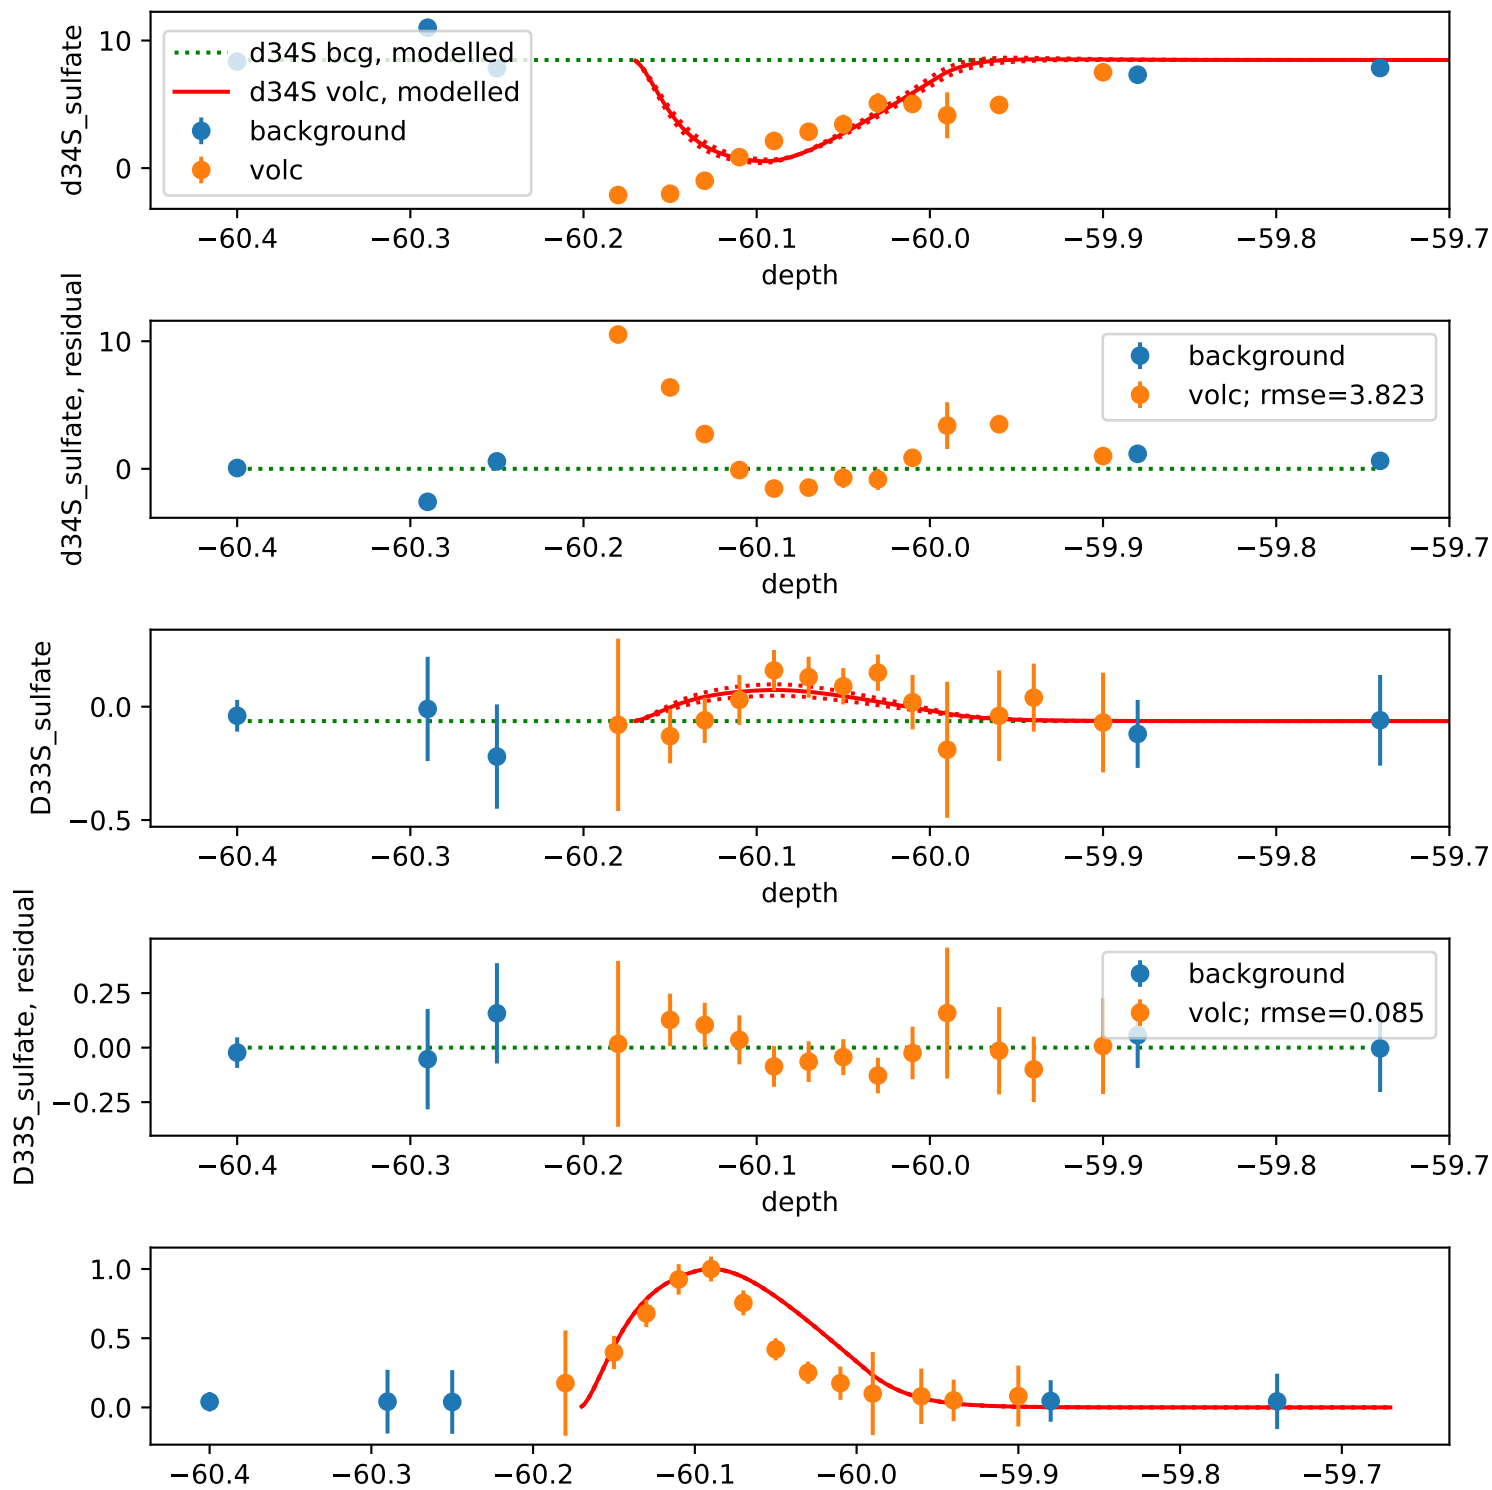 d34S_sulfate
10
0
d34S bcg, modelled
d34S volc, modelled
background
volc
−60.4 −60.3 −60.2 −60.1 −60.0 −59.9 −59.8 −59.7
depth
d34S_sulfate, residual
10
0
background
volc; rmse=3.823
−60.4 −60.3 −60.2 −60.1 −60.0 −59.9 −59.8 −59.7
depth
D33S_sulfate
0.0
−0.5
−60.4 −60.3 −60.2 −60.1 −60.0 −59.9 −59.8 −59.7
depth
D33S_sulfate, residual
0.25
0.00
−0.25
background
volc; rmse=0.085
−60.4 −60.3 −60.2 −60.1 −60.0 −59.9 −59.8 −59.7
depth
1.0
0.5
0.0
−60.4 −60.3 −60.2 −60.1 −60.0 −59.9 −59.8 −59.7